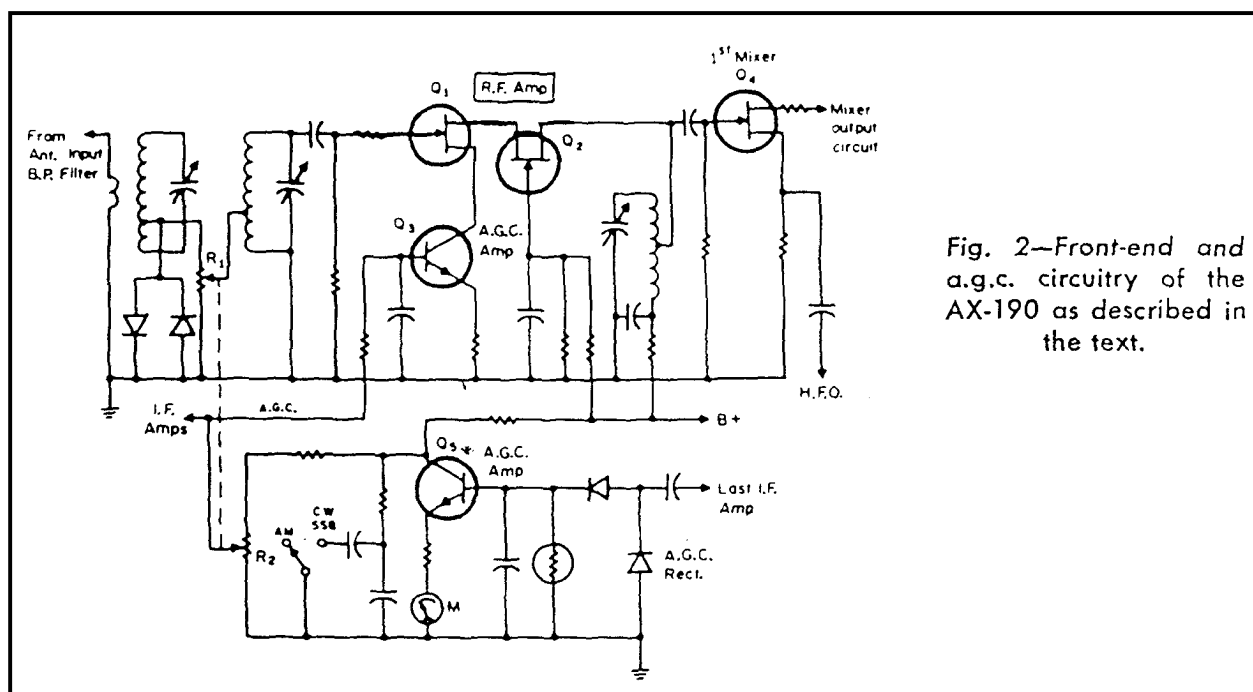 1st Mixer
Q4
Q1
R.F. Amp
From
Ant. Input
B.P. Filter
Mixer
output
circuit
Q2
R1
Q3
A.G.C.
Amp
H.F.O.
I.F.
Amps
A.G.C.
B+
Q5*
A.G.C.
Amp
Last I.F.
Amp
CW
SSB
AM
R2
A.G.C.
Rect.
M
Fig. 2—Front-end and
a.g.c. circuitry of the
AX-190 as described in
the text.